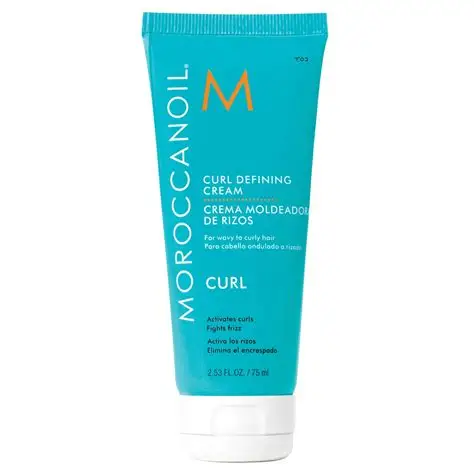 MOROCCANOIL®
M
CURL DEFINING
CREAM
CREMA MOLDEADORA
DE RIZOS
For wavy to curly hair
Para cabello ondulado a rizado
CURL
Activates curls
Fights frizz
Activa los rizos
Elimina el encrespado
2.53 FL.OZ. / 75 ml